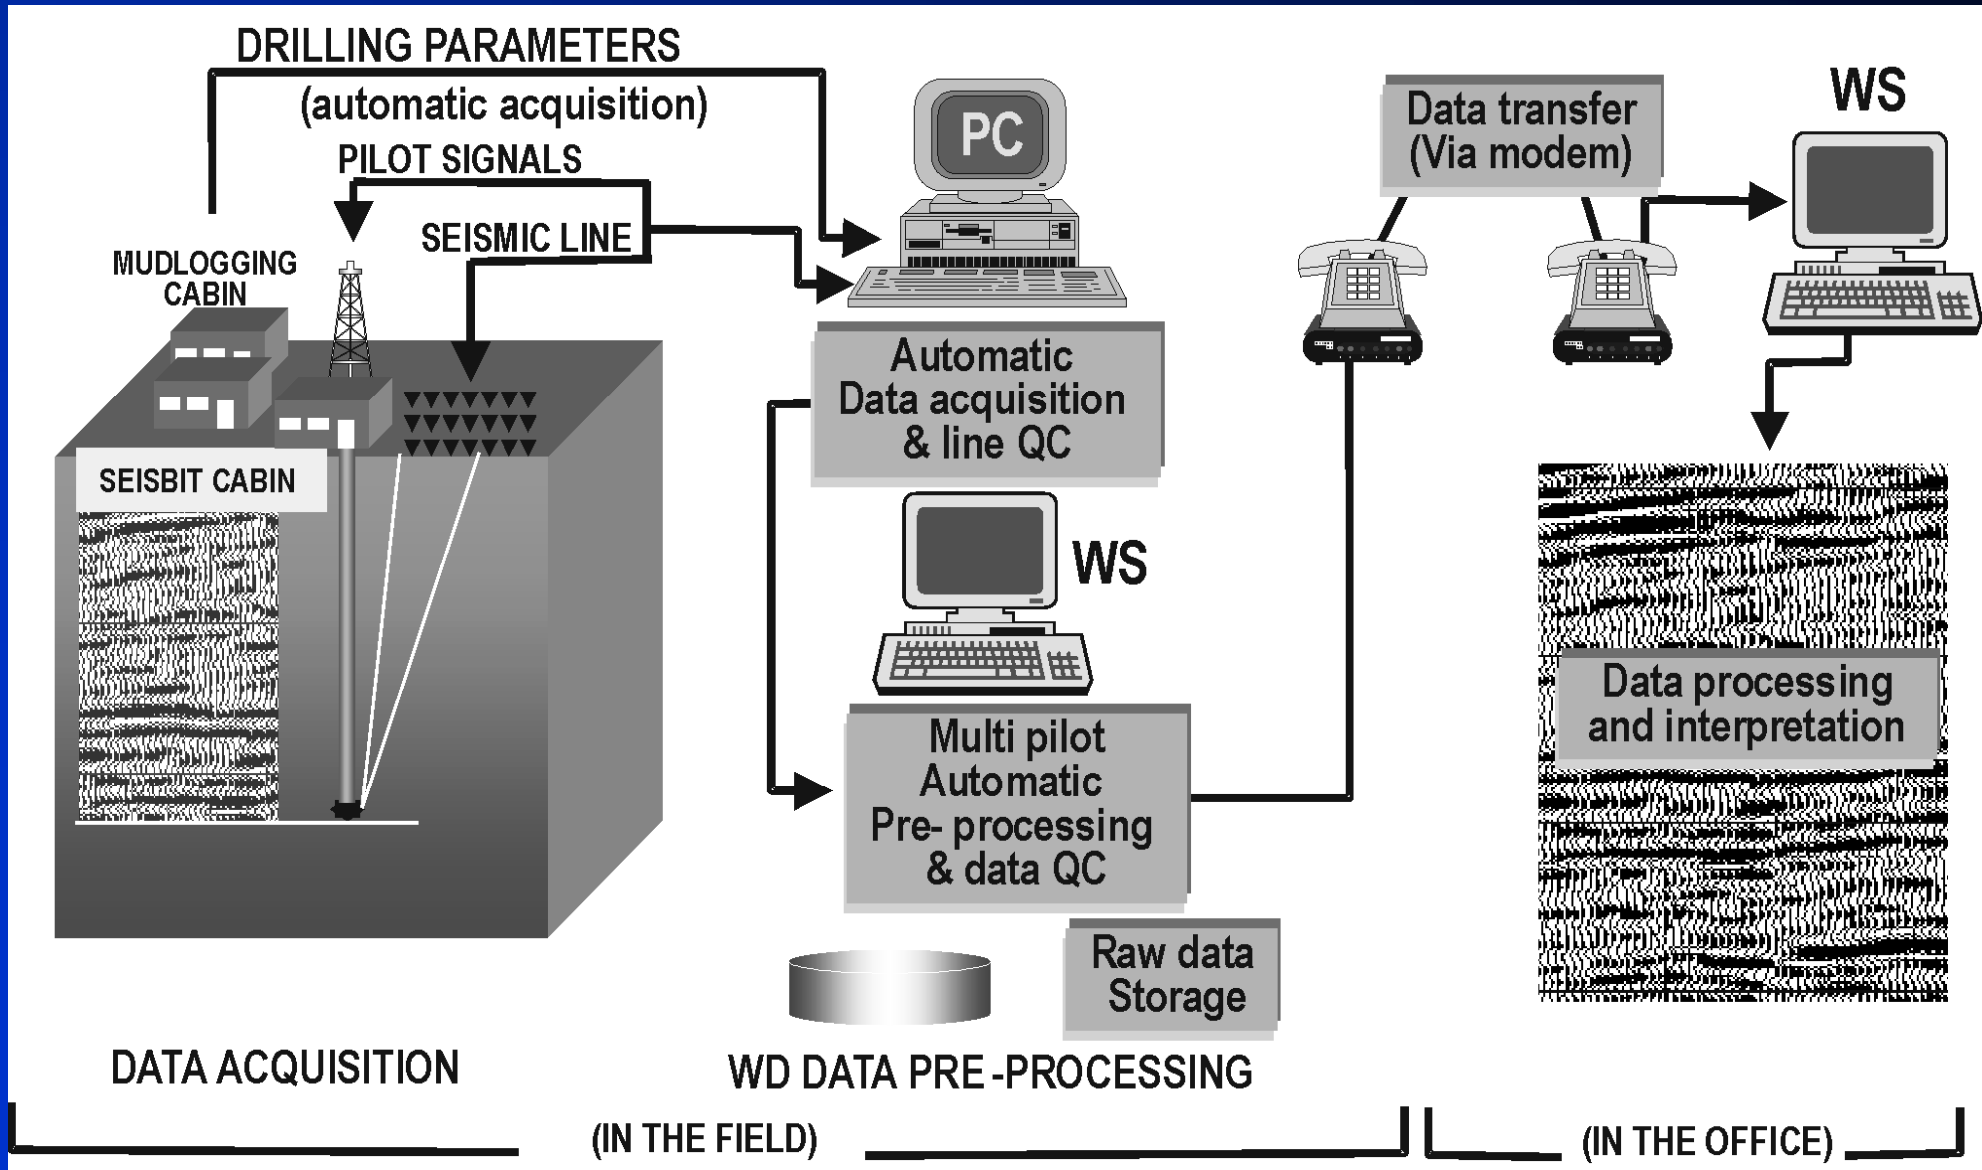 DRILLING PARAMETERS
(automatic acquisition)
PILOT SIGNALS
SEISMIC LINE
MUDLOGGING
CABIN
SEISBIT CABIN
PC
Automatic
Data acquisition
& line QC
WS
Multi pilot
Automatic
Pre- processing
& data QC
Raw data
Storage
Data transfer
(Via modem)
WS
Data processing
and interpretation
DATA ACQUISITION
WD DATA PRE-PROCESSING
(IN THE FIELD)
(IN THE OFFICE)